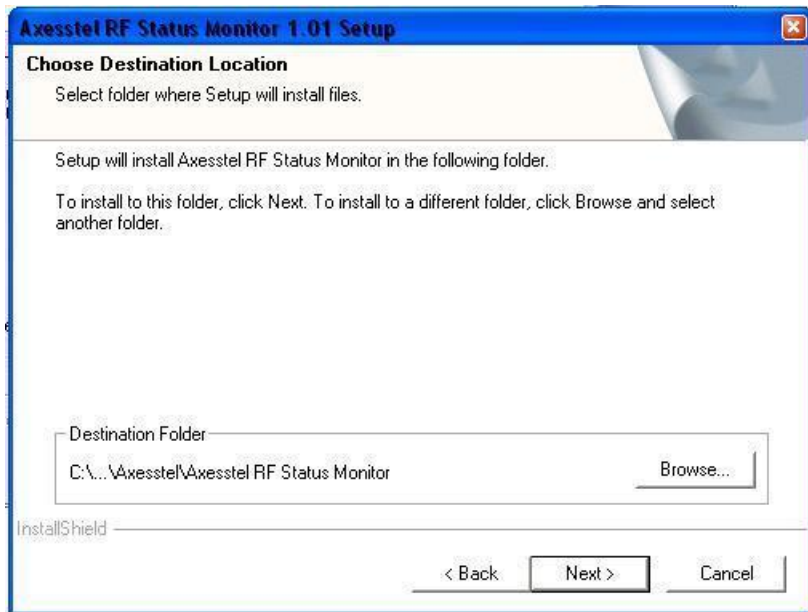 Axesstel RF Status Monitor 1.01 Setup
Choose Destination Location
Select folder where Setup will install files.
Setup will install Axesstel RF Status Monitor in the following folder.
To install to this folder, click Next. To install to a different folder, click Browse and select
another folder.
Destination Folder
C:\...\Axesstel\Axesstel RF Status Monitor
Browse...
InstallShield
< Back
Next >
Cancel